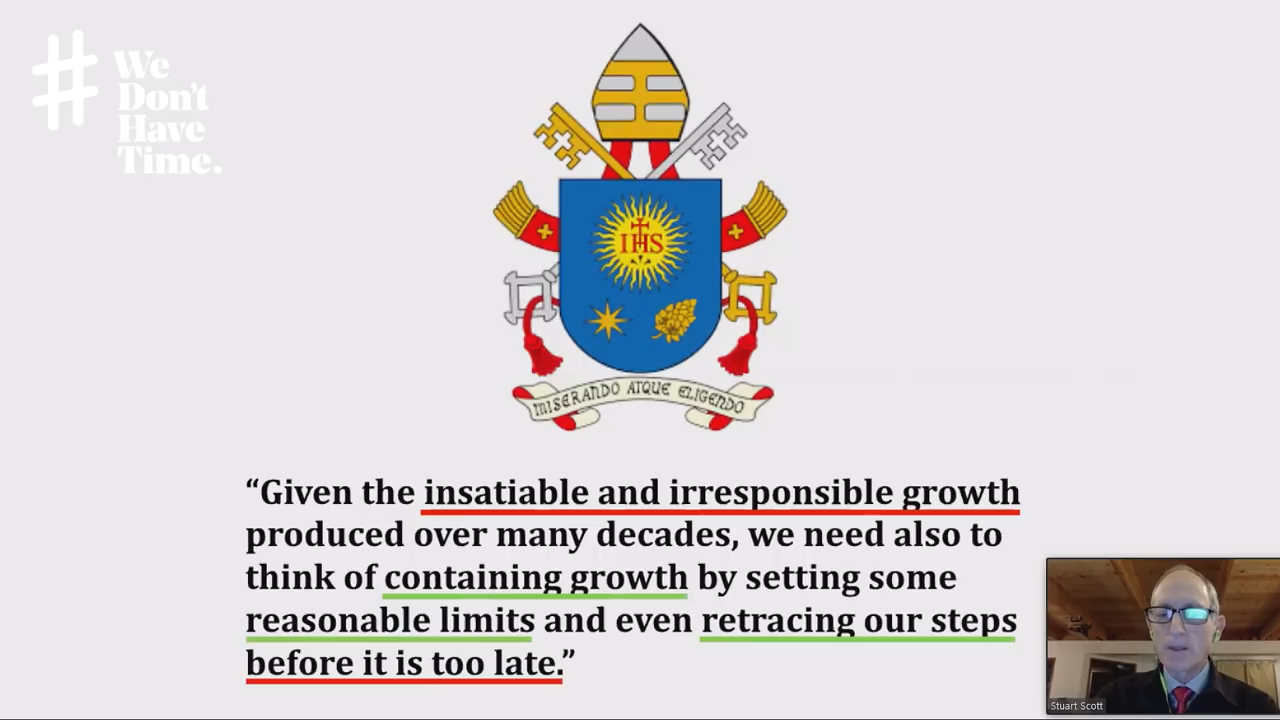 #
We
Don't
Have
Time.
IHS
MISERANDO ATQUE ELIGENDO
“Given the insatiable and irresponsible growth
produced over many decades, we need also to
think of containing growth by setting some
reasonable limits and even retracing our steps
before it is too late.”
Stuart Scott